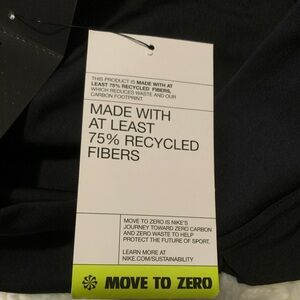 THIS PRODUCT IS MADE WITH AT
LEAST 75% RECYCLED FIBERS,
WHICH REDUCES WASTE AND OUR
CARBON FOOTPRINT.
MADE WITH
AT LEAST
75% RECYCLED
FIBERS
MOVE TO ZERO IS NIKE'S
JOURNEY TOWARD ZERO CARBON
AND ZERO WASTE TO HELP
PROTECT THE FUTURE OF SPORT.
LEARN MORE AT
NIKE.COM/SUSTAINABILITY
MOVE TO ZERO